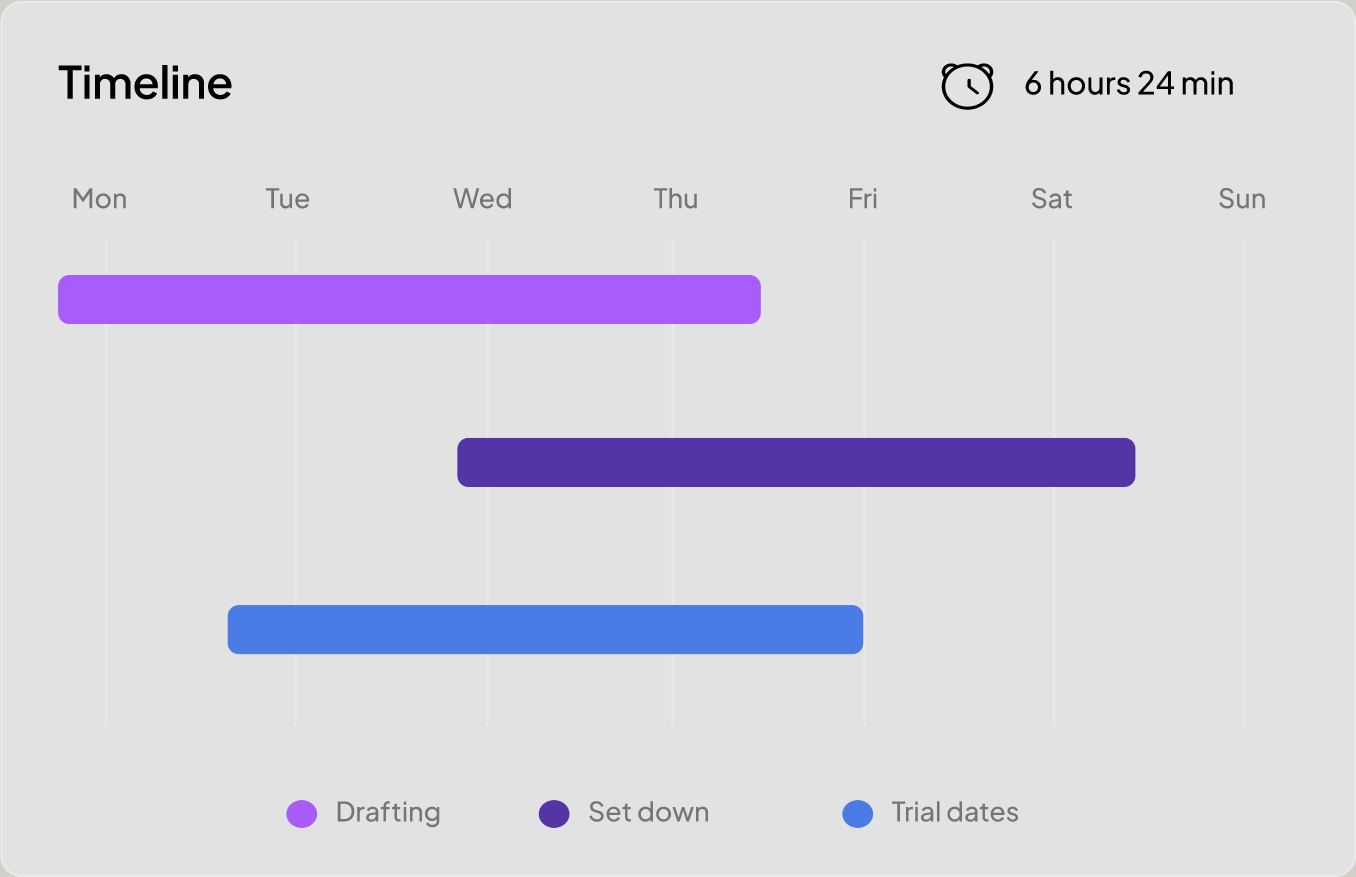 Timeline
6 hours 24 min
Mon Tue Wed Thu Fri Sat Sun
Drafting Set down Trial dates